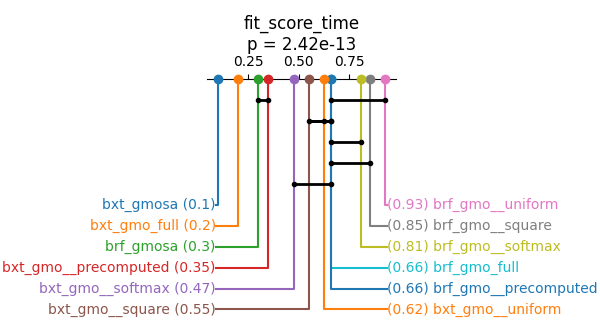 fit_score_time
p = 2.42e-13
0.25 0.50 0.75
bxt_gmosa (0.1)
bxt_gmo_full (0.2)
brf_gmosa (0.3)
bxt_gmo__precomputed (0.35)
bxt_gmo__softmax (0.47)
bxt_gmo__square (0.55)
(0.93) brf_gmo__uniform
(0.85) brf_gmo__square
(0.81) brf_gmo__softmax
(0.66) brf_gmo_full
(0.66) brf_gmo__precomputed
(0.62) bxt_gmo__uniform